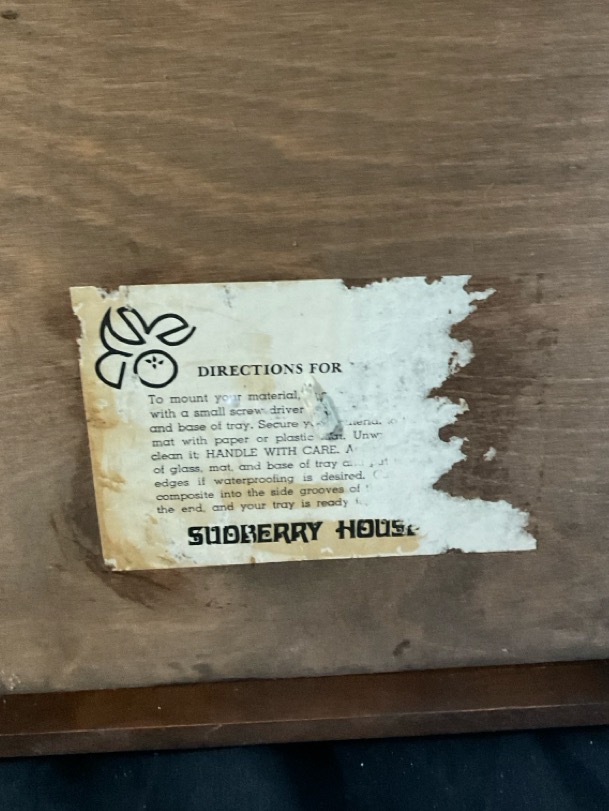 DIRECTIONS FOR
To mount your material,
with a small screw driver
and base of tray. Secure
mat with paper or plastic
clean it; HANDLE WITH CARE.
of glass, mat, and base of tray
edges if waterproofing is desired.
composite into the side grooves of
the end, and your tray is ready
SUDBERRY HOUSE